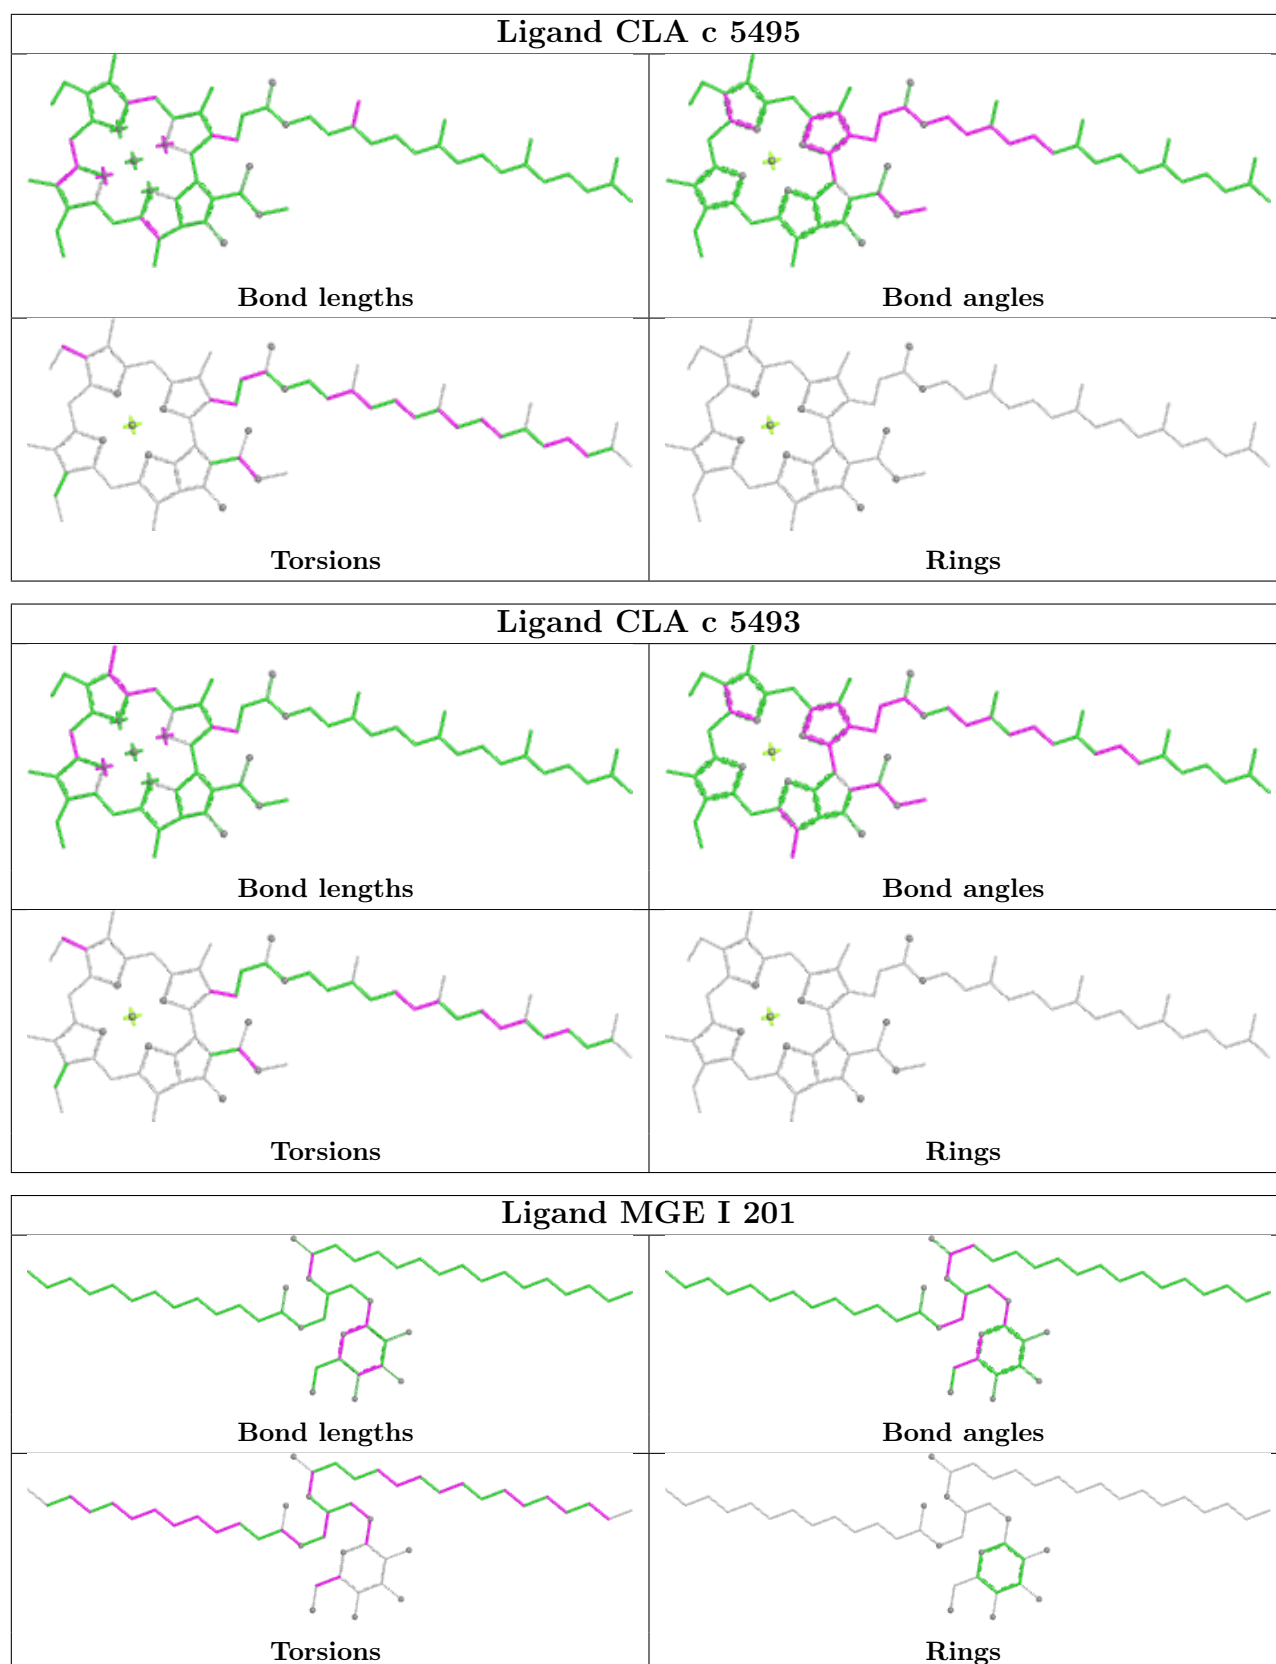 Ligand CLA c 5495
Bond lengths
Bond angles
Torsions
Rings
Ligand CLA c 5493
Bond lengths
Bond angles
Torsions
Rings
Ligand MGE I 201
Bond lengths
Bond angles
Torsions
Rings